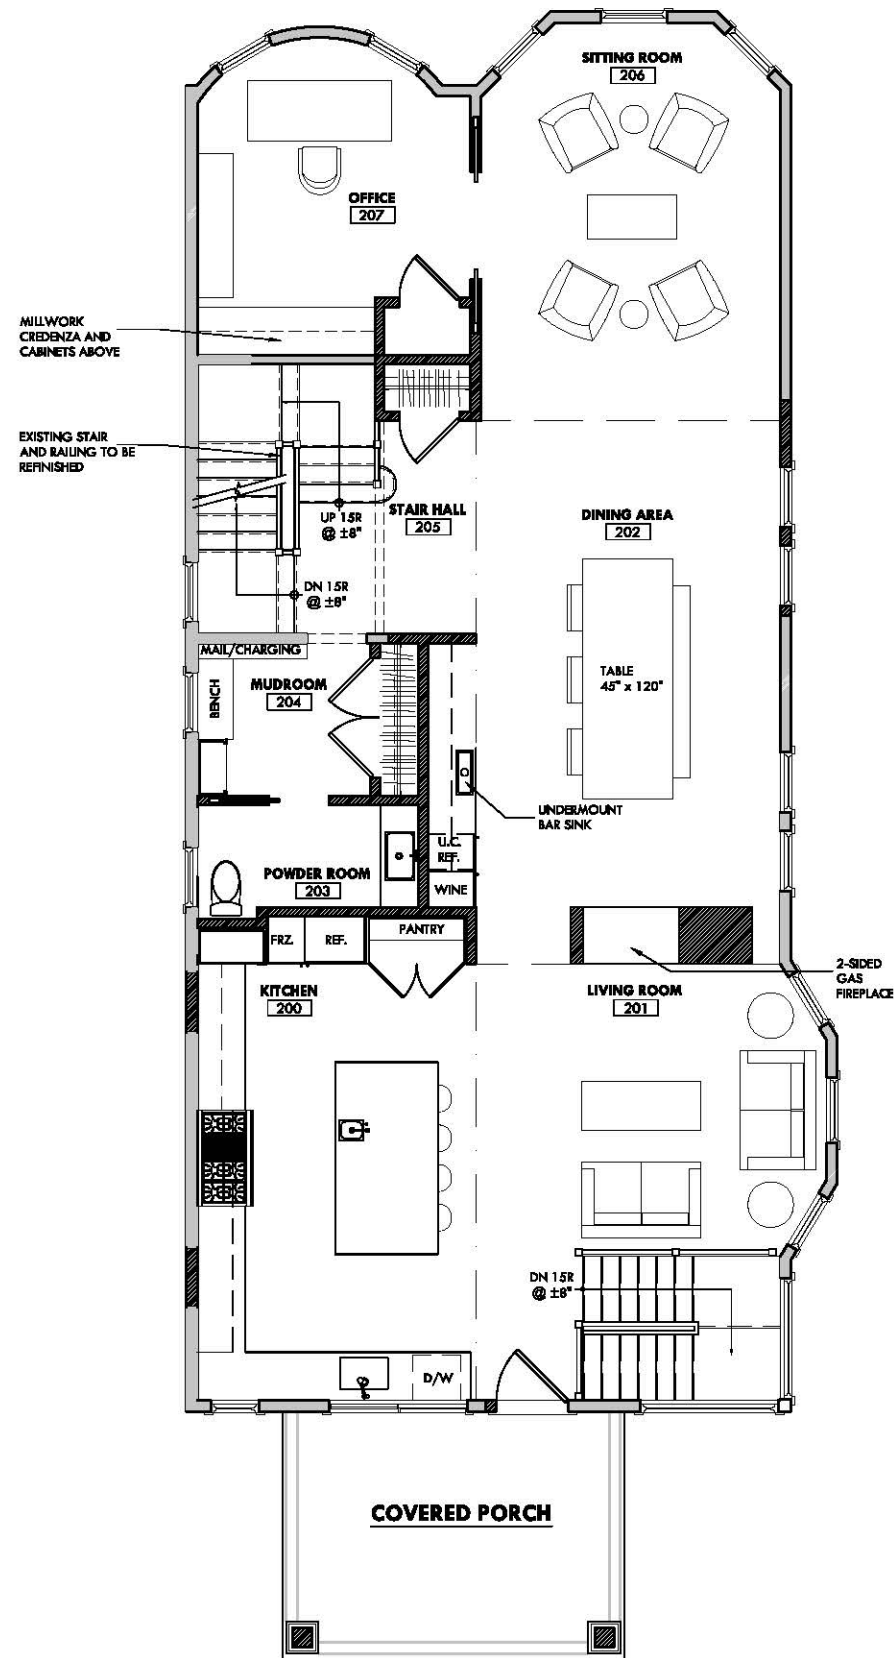 SITTING ROOM
206
OFFICE
207
MILLWORK
CREDENZA AND
CABINETS ABOVE
EXISTING STAIR
AND RAILING TO BE
REFINISHED
UP 15R
@ ±8"
STAIR HALL
205
DINING AREA
202
DN 15R
@ ±8"
MAIL/CHARGING
BENCH
MUDROOM
204
TABLE
45" x 120"
UNDERMOUNT
BAR SINK
U.C.
REF.
WINE
POWDER ROOM
203
FRZ.
REF.
PANTRY
2-SIDED
GAS
FIREPLACE
KITCHEN
200
LIVING ROOM
201
DN 15R
@ ±8"
D/W
COVERED PORCH